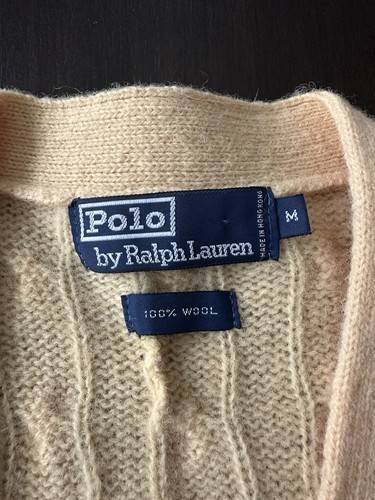 Polo
by Ralph Lauren
MADE IN HONG KONG
M
100% WOOL